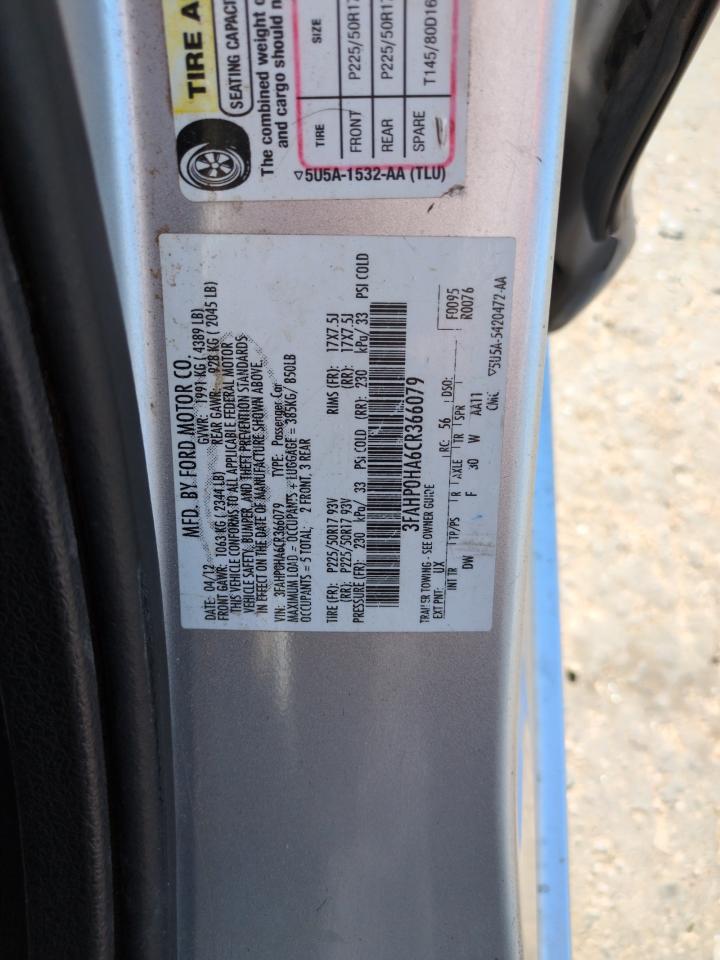 TIRE A
SEATING CAPACI
The combined weight o
and cargo should n
TIRE SIZE
FRONT P225/50R17
REAR P225/50R17
SPARE T145/80D16
5U5A-1532-AA (TLU)
MFD. BY FORD MOTOR CO.
DATE: 04/12 GVWR: 1991 KG ( 4389 LB)
FRONT GAWR: 1063 KG ( 2344 LB) REAR GAWR: 928 KG ( 2045 LB)
THIS VEHICLE CONFORMS TO ALL APPLICABLE FEDERAL MOTOR
VEHICLE SAFETY, BUMPER, AND THEFT PREVENTION STANDARDS
IN EFFECT ON THE DATE OF MANUFACTURE SHOWN ABOVE.
VIN: 3FAHP0HA6CR366079 TYPE: Passenger Car
MAXIMUM LOAD = OCCUPANTS + LUGGAGE = 385KG/ 850LB
OCCUPANTS = 5 TOTAL: 2 FRONT, 3 REAR
TIRE (FR): P225/50R17 93V RIMS (FR): 17X7.5J
(RR): P225/50R17 93V (RR): 17X7.5J
PRESSURE (FR): 230 kPa/ 33 PSI COLD (RR): 230 kPa/ 33 PSI COLD
3FAHP0HA6CR366079
TRAILER TOWING - SEE OWNER GUIDE F0095
EXT PNT: UX RC: 56 DSO: R0076
INT TR TP/PS R AXLE TR SPR
DW F 30 W AA11
5U5A-5420472-AA